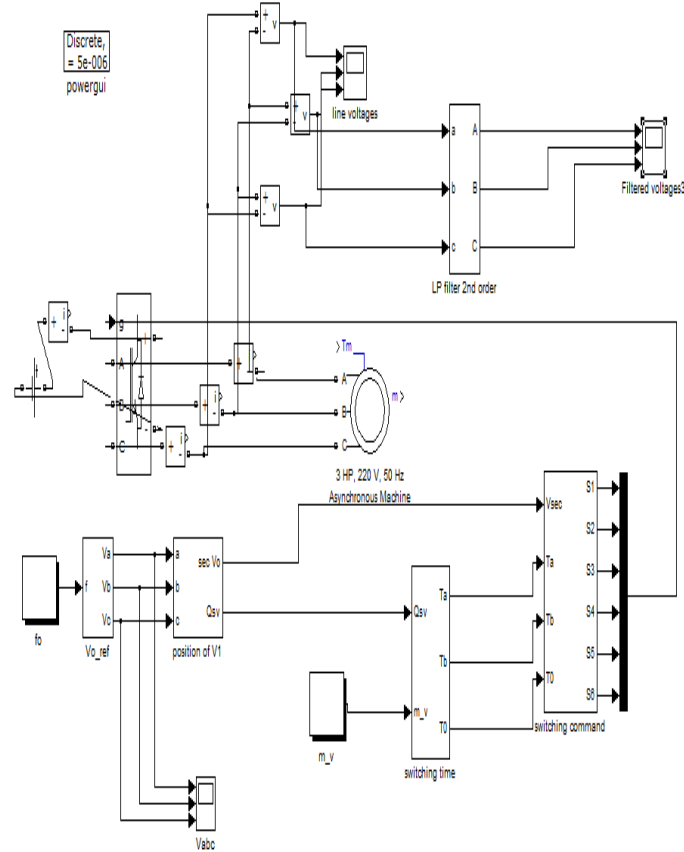 Discrete,
= 5e-006
powergui
+
-
v
line voltages
+
-
v
+
-
v
a
A
b
B
c
C
LP filter 2nd order
Filtered voltages3
+
i
-
g
+
A
B
-
C
+
i
-
+
i
-
+
Tm
A
B
C
m
3 HP, 220 V, 50 Hz
Asynchronous Machine
fo
f
Va
Vb
Vc
Vo_ref
a
b
c
sec Vo
Qsv
position of V1
Vabc
m_v
Qsv
m_v
Ta
Tb
T0
switching time
Vsec
Ta
Tb
T0
S1
S2
S3
S4
S5
S6
switching command